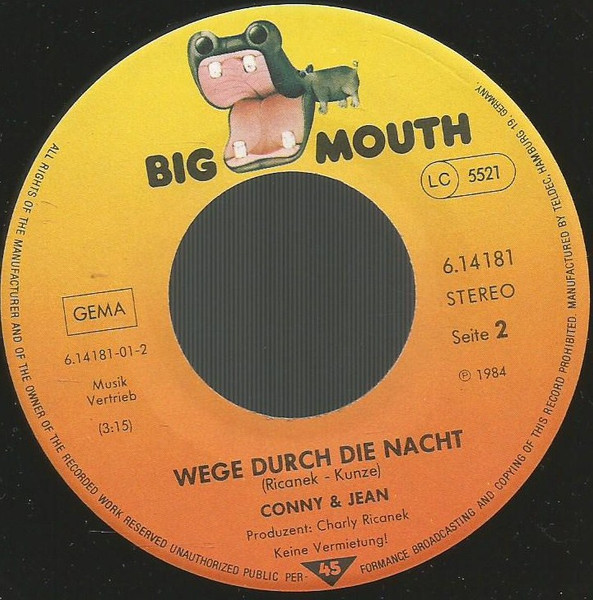 BIG MOUTH
LC 5521
6.14181
STEREO
Seite 2
℗ 1984
GEMA
6.14181-01-2
Musik
Vertrieb
(3:15)
WEGE DURCH DIE NACHT
(Ricanek - Kunze)
CONNY & JEAN
Produzent: Charly Ricanek
Keine Vermietung!
45
ALL RIGHTS OF THE MANUFACTURER AND OF THE OWNER OF THE RECORDED WORK RESERVED UNAUTHORIZED PUBLIC PER- FORMANCE BROADCASTING AND COPYING OF THIS RECORD PROHIBITED. MANUFACTURED BY TELDEC, HAMBURG 19, GERMANY.